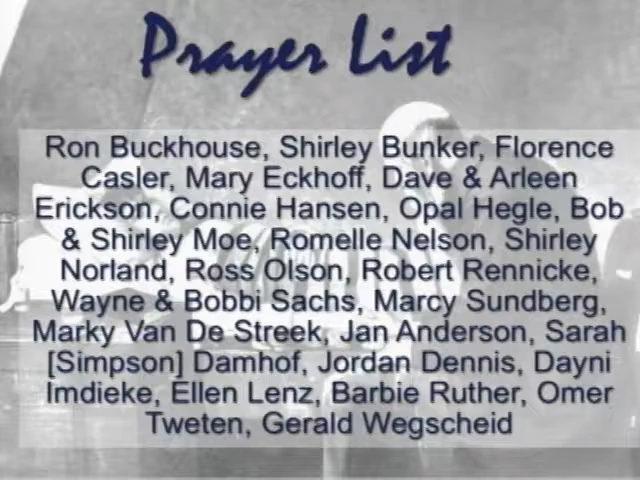 Prayer List
Ron Buckhouse, Shirley Bunker, Florence
Casler, Mary Eckhoff, Dave & Arleen
Erickson, Connie Hansen, Opal Hegle, Bob
& Shirley Moe, Romelle Nelson, Shirley
Norland, Ross Olson, Robert Rennicke,
Wayne & Bobbi Sachs, Marcy Sundberg,
Marky Van De Streek, Jan Anderson, Sarah
[Simpson] Damhof, Jordan Dennis, Dayni
Imdieke, Ellen Lenz, Barbie Ruther, Omer
Tweten, Gerald Wegscheid